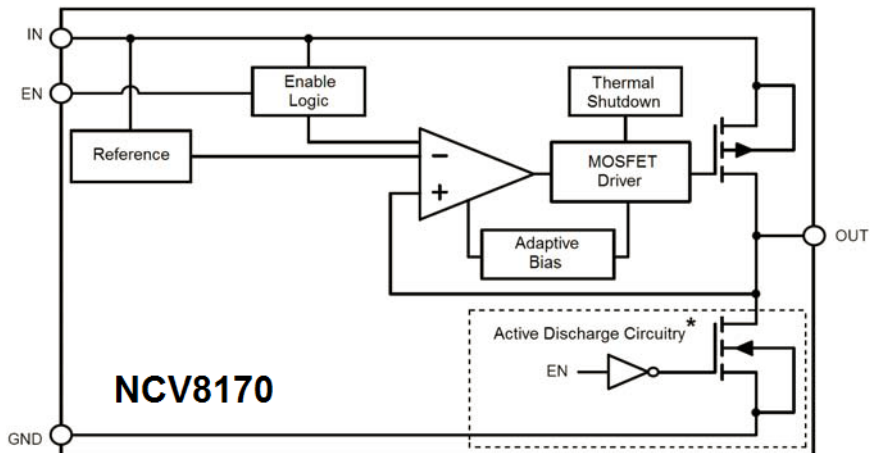 IN
EN
Enable
Logic
Thermal
Shutdown
Reference
−
+
MOSFET
Driver
Adaptive
Bias
OUT
Active Discharge Circuitry*
EN
NCV8170
GND